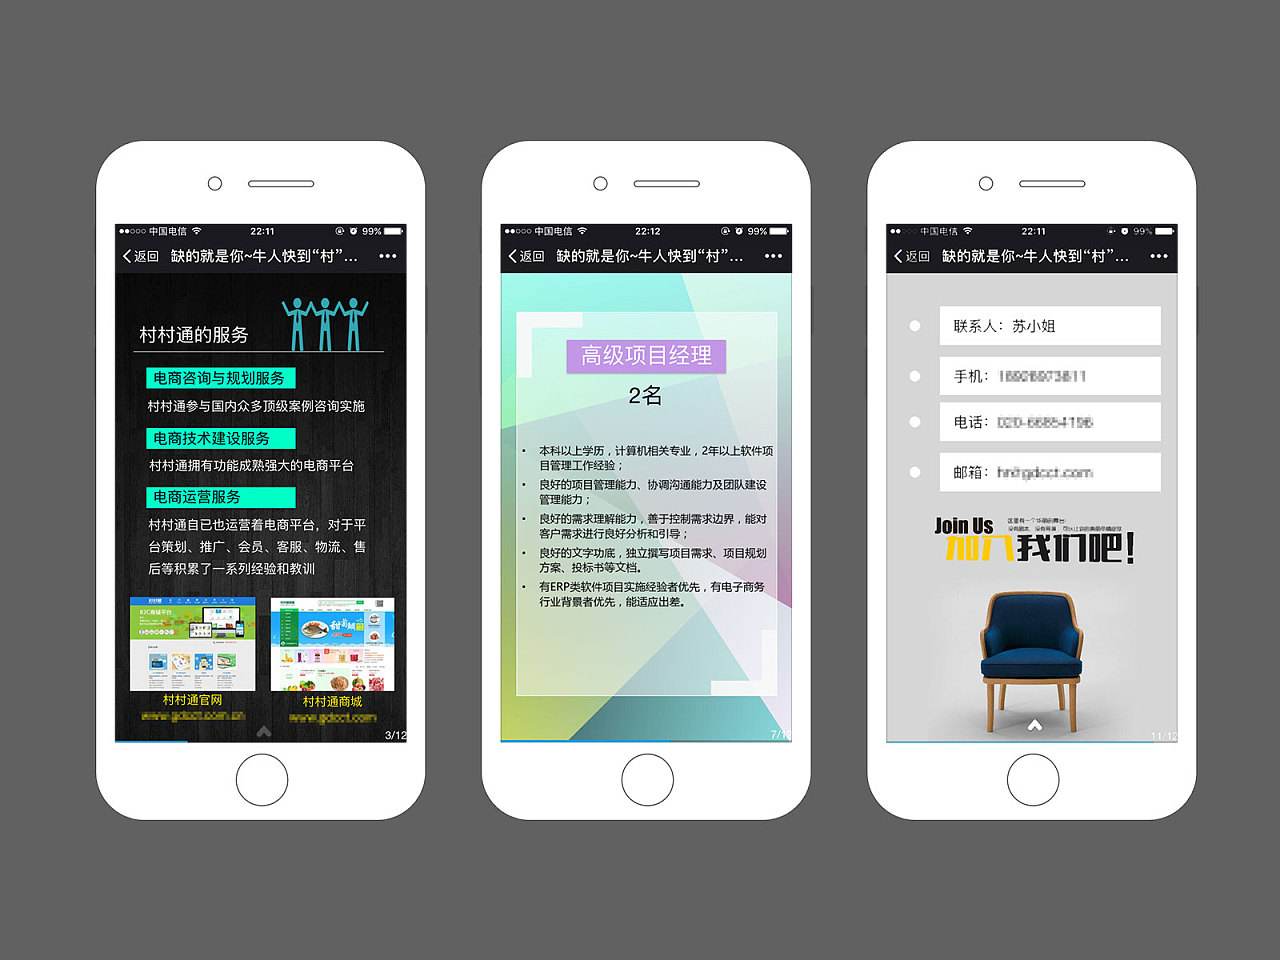 中国电信 22:11 99%
返回 缺的就是你~牛人快到“村”...
村村通的服务
电商咨询与规划服务
村村通参与国内众多顶级案例咨询实施
电商技术建设服务
村村通拥有功能成熟强大的电商平台
电商运营服务
村村通自已也运营着电商平台，对于平
台策划、推广、会员、客服、物流、售
后等积累了一系列经验和教训
村村通官网
村村通商城
3/12
中国电信 22:12 99%
返回 缺的就是你~牛人快到“村”...
高级项目经理
2名
• 本科以上学历，计算机相关专业，2年以上软件项
目管理工作经验；
• 良好的项目管理能力、协调沟通能力及团队建设
管理能力；
• 良好的需求理解能力，善于控制需求边界，能对
客户需求进行良好分析和引导；
• 良好的文字功底，独立撰写项目需求、项目规划
方案、投标书等文档。
• 有ERP类软件项目实施经验者优先，有电子商务
行业背景者优先，能适应出差。
7/12
中国电信 22:11 99%
返回 缺的就是你~牛人快到“村”...
联系人：苏小姐
手机：
电话：
邮箱：
Join Us
加入我们吧！
11/12